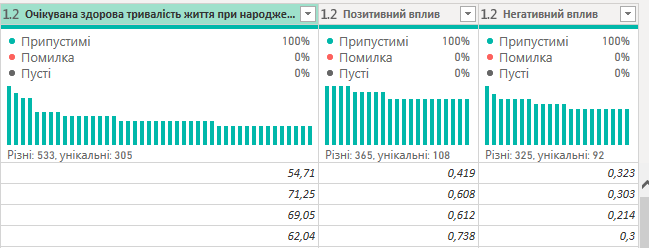 1.2 Очікувана здорова тривалість життя при народже... 1.2 Позитивний вплив 1.2 Негативний вплив
Припустимі 100% Припустимі 100% Припустимі 100%
Помилка 0% Помилка 0% Помилка 0%
Пусті 0% Пусті 0% Пусті 0%
Різні: 533, унікальні: 305 Різні: 365, унікальні: 108 Різні: 325, унікальні: 92
54,71 0,419 0,323
71,25 0,608 0,303
69,05 0,612 0,214
62,04 0,738 0,3